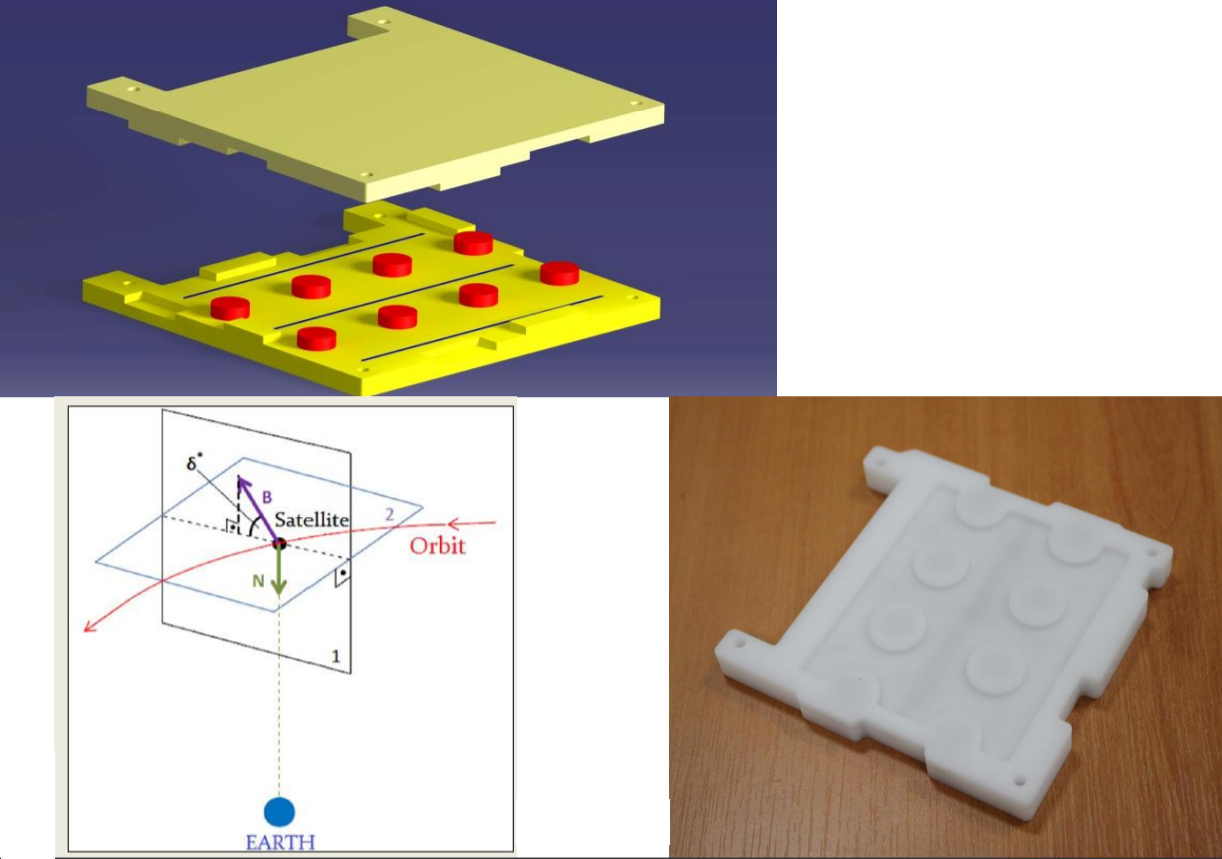 δ*
B
Satellite
2
Orbit
N
1
EARTH